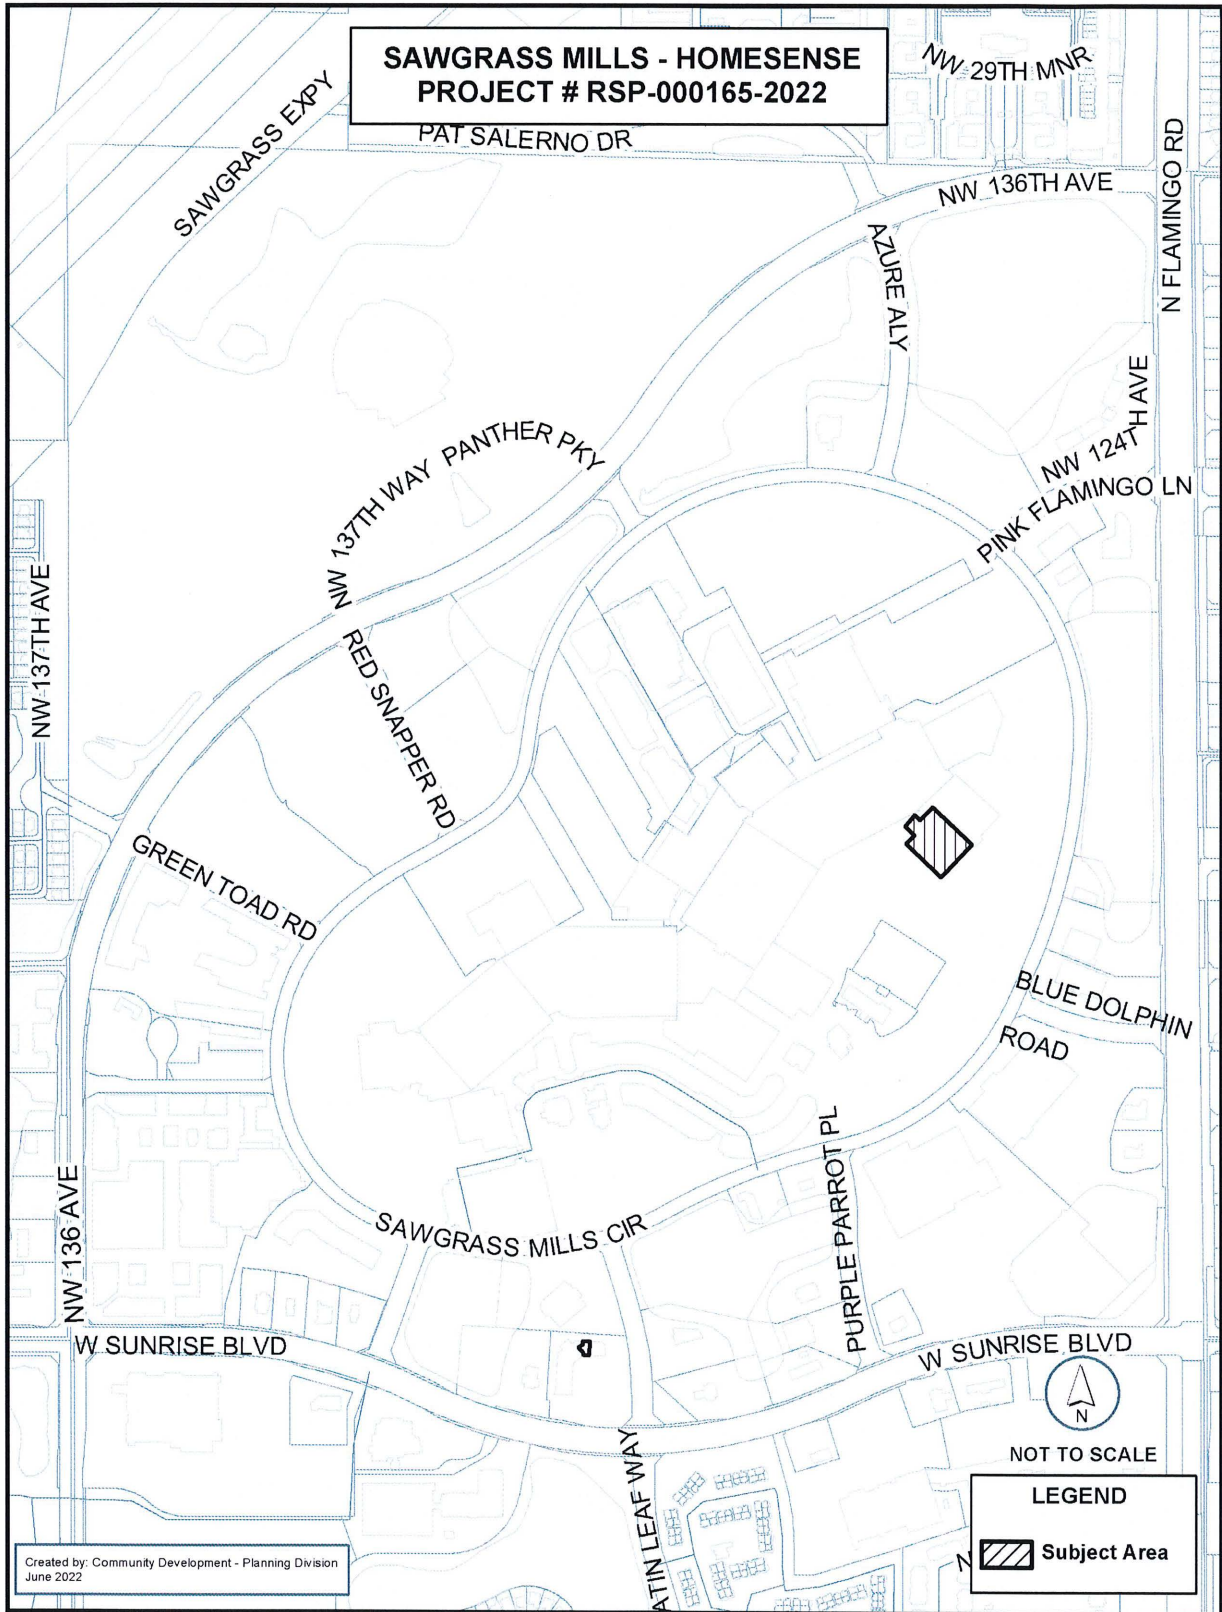 SAWGRASS MILLS - HOMESENSE
PROJECT # RSP-000165-2022
NW 29TH MNR
SAWGRASS EXPY
PAT SALERNO DR
N FLAMINGO RD
NW 136TH AVE
AZURE ALY
NW 124TH AVE
NW 137TH WAY PANTHER PKY
PINK FLAMINGO LN
NW 137TH AVE
RED SNAPPER RD
GREEN TOAD RD
BLUE DOLPHIN
ROAD
PURPLE PARROT PL
NW 136 AVE
SAWGRASS MILLS CIR
W SUNRISE BLVD
W SUNRISE BLVD
N
NOT TO SCALE
ATIN LEAF WAY
LEGEND
Subject Area
N
Created by: Community Development - Planning Division
June 2022